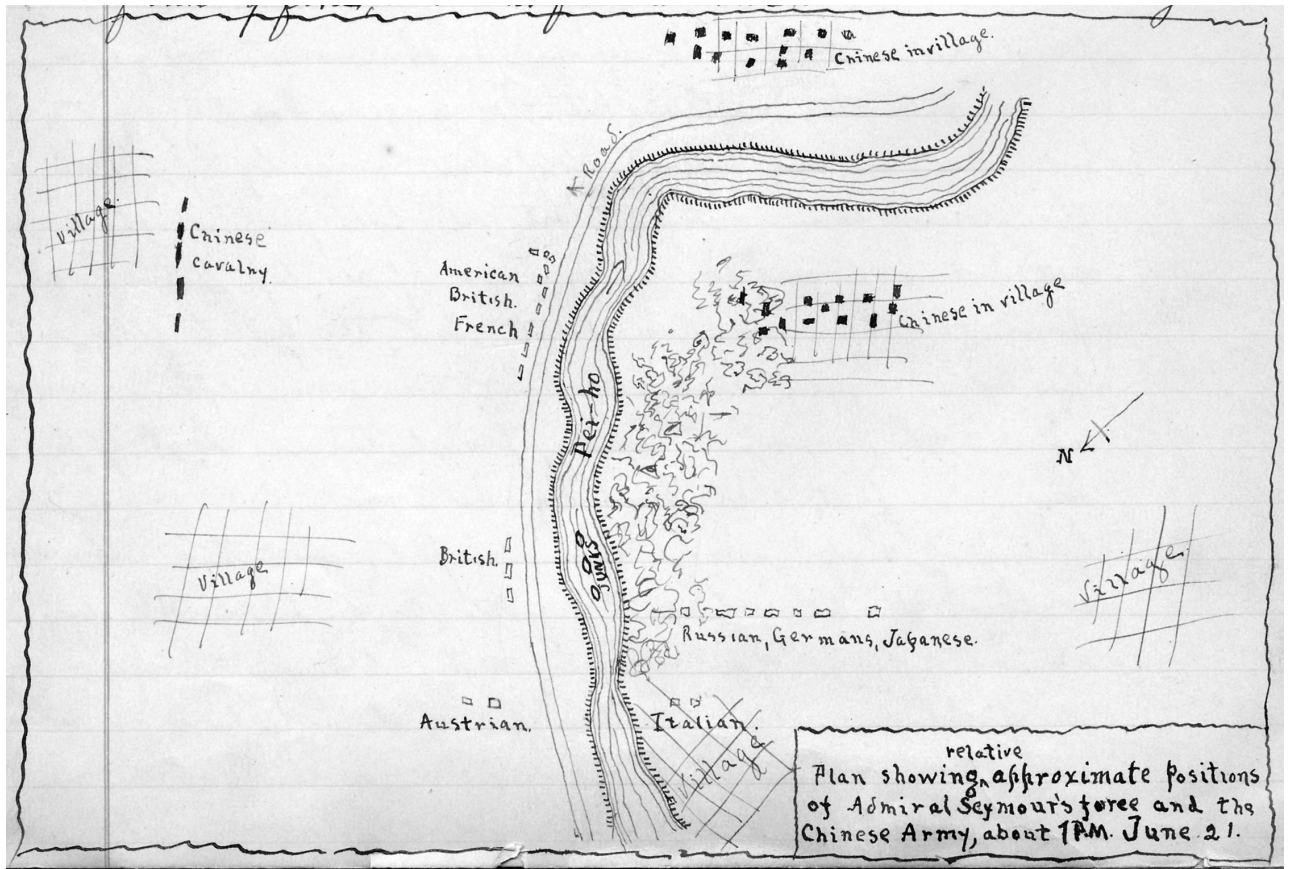 Chinese in village.
A Road.
Village.
Chinese
cavalry
American
British.
French
Chinese in village
Pei-ho
N
British.
Junks
Village
Village
Russian, Germans, Japanese.
Austrian.
Italian.
Village
relative
Plan showing ‸ approximate positions
of Admiral Seymour's force and the
Chinese Army, about 1 P.M. June 21.